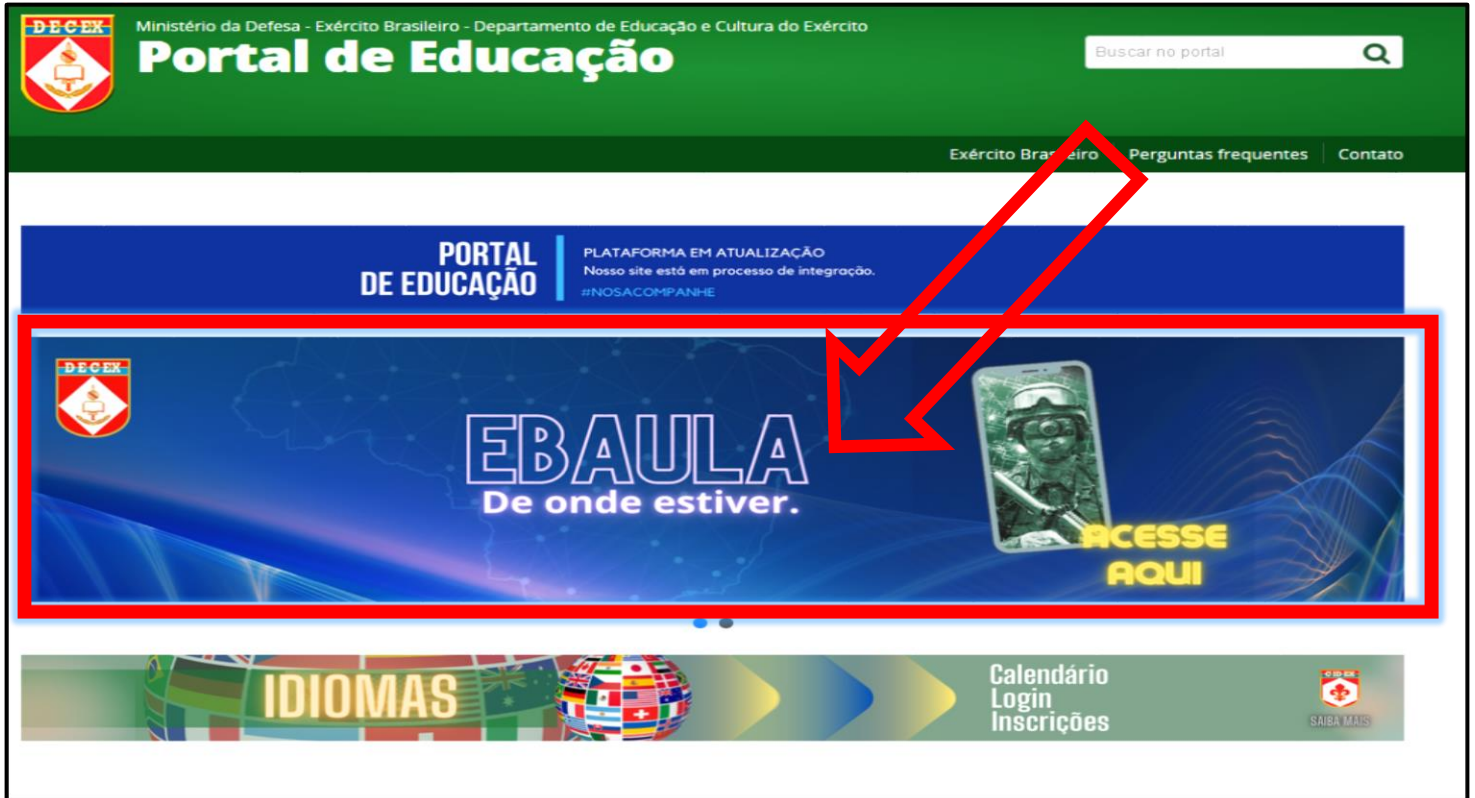 DECEX
Ministério da Defesa - Exército Brasileiro - Departamento de Educação e Cultura do Exército
Portal de Educação
Buscar no portal
Exército Brasileiro Perguntas frequentes Contato
PORTAL
DE EDUCAÇÃO
PLATAFORMA EM ATUALIZAÇÃO
Nosso site está em processo de integração.
#NOSACOMPANHE
DECEX
EBAULA
De onde estiver.
ACESSE
AQUI
IDIOMAS
Calendário
Login
Inscrições
SAIBA MAIS